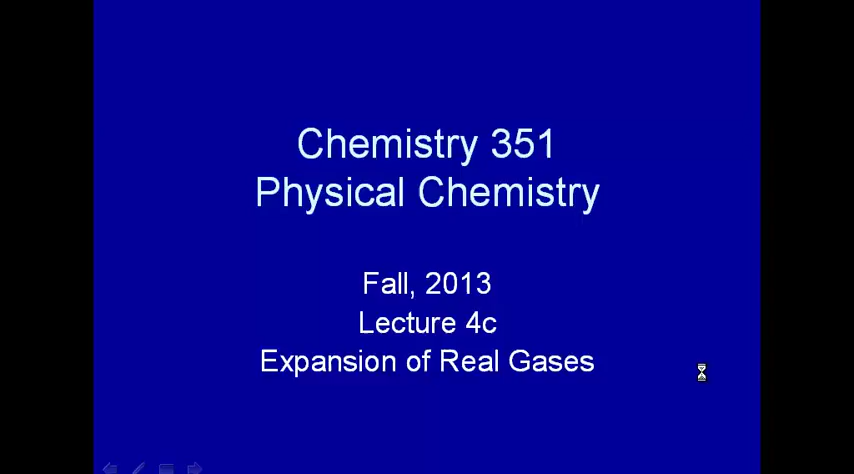 Chemistry 351
Physical Chemistry
Fall, 2013
Lecture 4c
Expansion of Real Gases